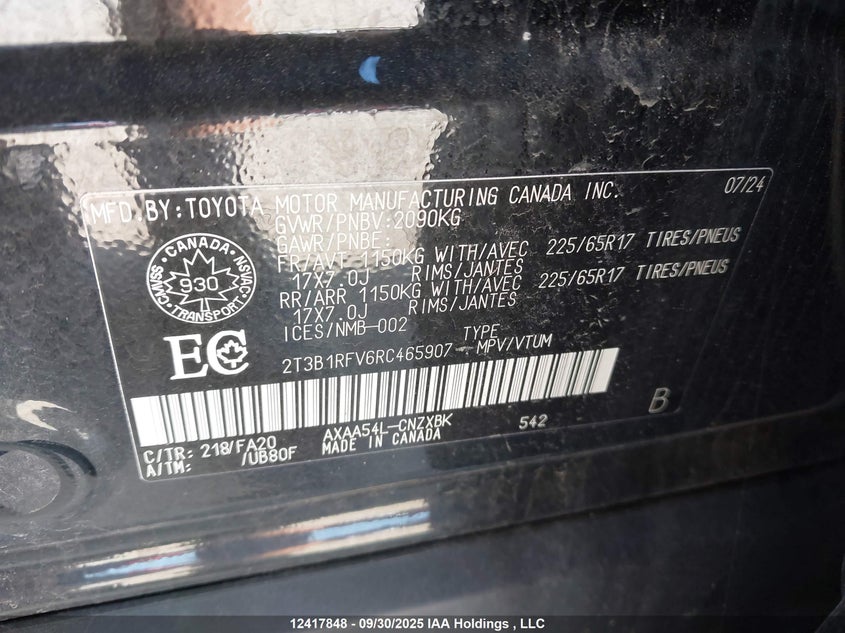 MFD.BY:TOYOTA MOTOR MANUFACTURING CANADA INC. 07/24
GVWR/PNBV:2090KG
GAWR/PNBE:
FR/AVT 1150KG WITH/AVEC 225/65R17 TIRES/PNEUS
17X7.0J RIMS/JANTES
RR/ARR 1150KG WITH/AVEC 225/65R17 TIRES/PNEUS
17X7.0J RIMS/JANTES
ICES/NMB-002 TYPE
2T3B1RFV6RC465907 MPV/VTUM
CANADA
CMVSS NSVAC
930
TRANSPORT
EC
B
C/TR: 218/FA20 AXAA54L-CNZXBK 542
A/TM: /UB80F MADE IN CANADA
12417848 - 09/30/2025 IAA Holdings , LLC